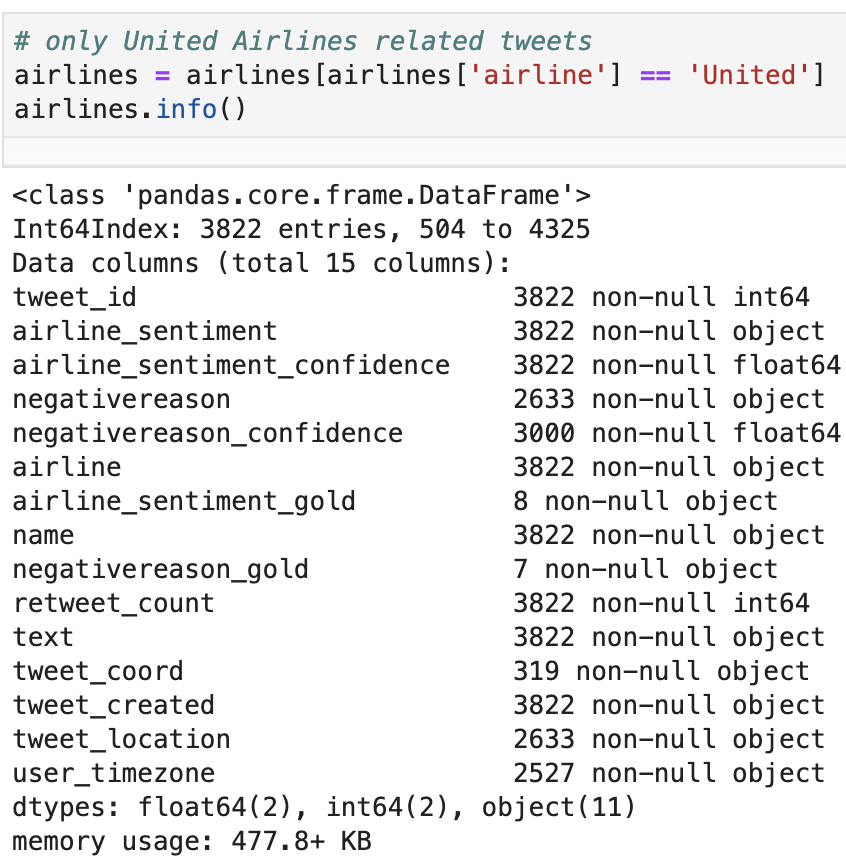 # only United Airlines related tweets
airlines = airlines[airlines['airline'] == 'United']
airlines.info()
<class 'pandas.core.frame.DataFrame'>
Int64Index: 3822 entries, 504 to 4325
Data columns (total 15 columns):
tweet_id                        3822 non-null int64
airline_sentiment               3822 non-null object
airline_sentiment_confidence    3822 non-null float64
negativereason                  2633 non-null object
negativereason_confidence       3000 non-null float64
airline                         3822 non-null object
airline_sentiment_gold          8 non-null object
name                            3822 non-null object
negativereason_gold             7 non-null object
retweet_count                   3822 non-null int64
text                            3822 non-null object
tweet_coord                     319 non-null object
tweet_created                   3822 non-null object
tweet_location                  2633 non-null object
user_timezone                   2527 non-null object
dtypes: float64(2), int64(2), object(11)
memory usage: 477.8+ KB